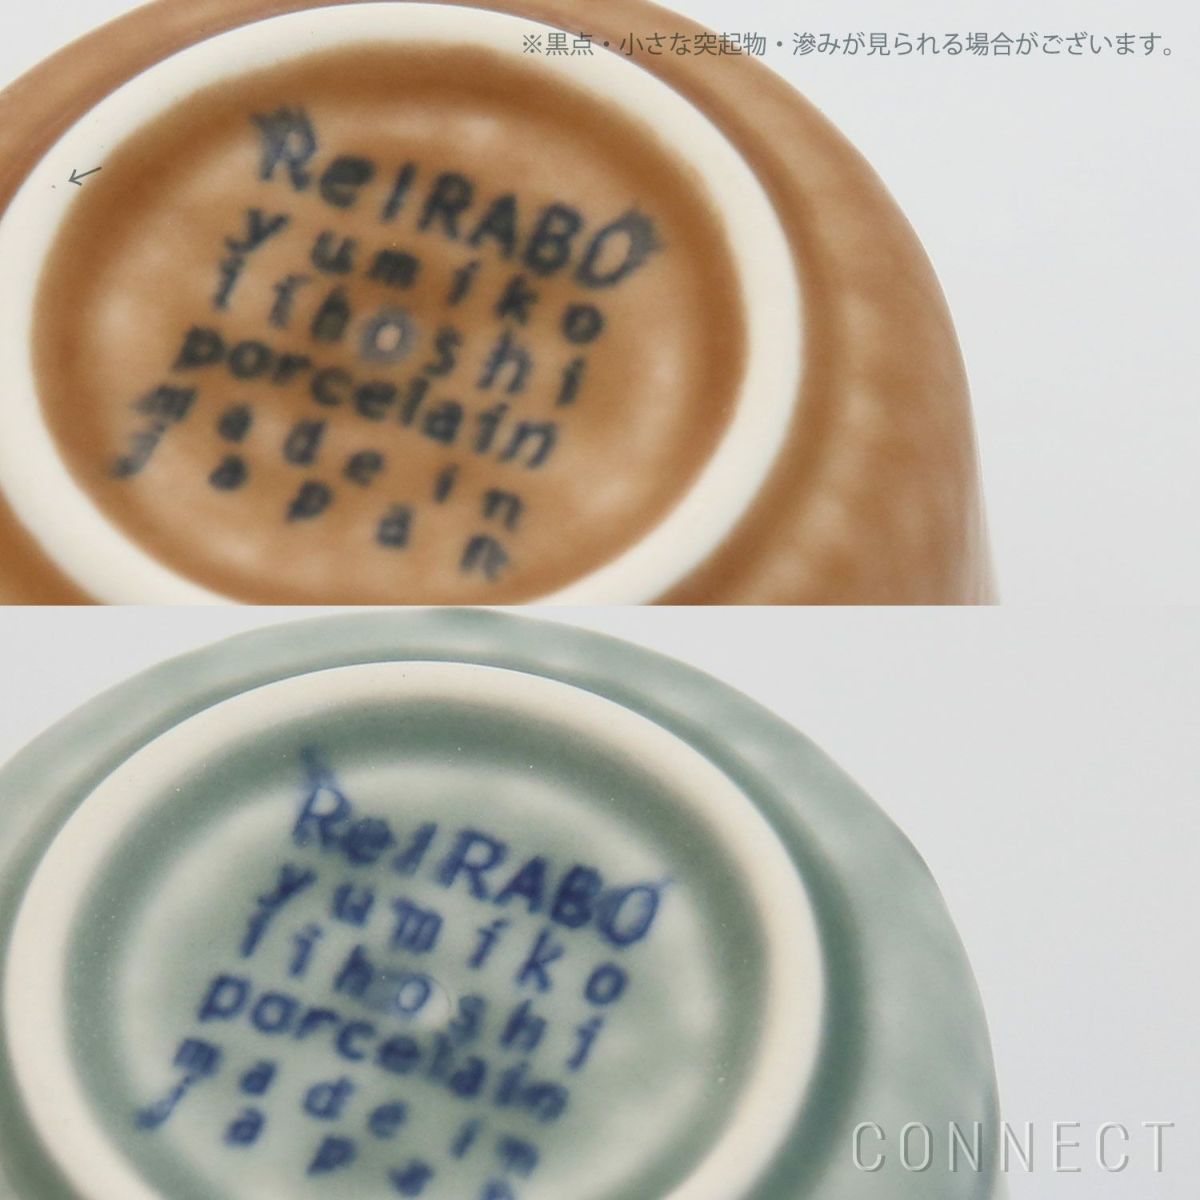 ※黒点・小さな突起物・滲みが見られる場合がございます。
ReIRABO
yumiko
iihoshi
porcelain
made in
japan
ReIRABO
yumiko
iihoshi
porcelain
made in
japan
CONNECT